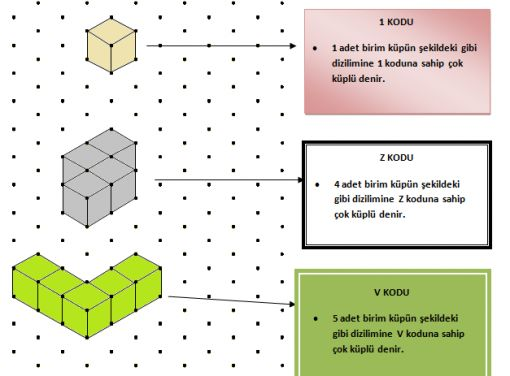 1 KODU
• 1 adet birim küpün şekildeki gibi
dizilimine 1 koduna sahip çok
küplü denir.
Z KODU
• 4 adet birim küpün şekildeki
gibi dizilimine Z koduna sahip
çok küplü denir.
V KODU
• 5 adet birim küpün şekildeki
gibi dizilimine V koduna sahip
çok küplü denir.